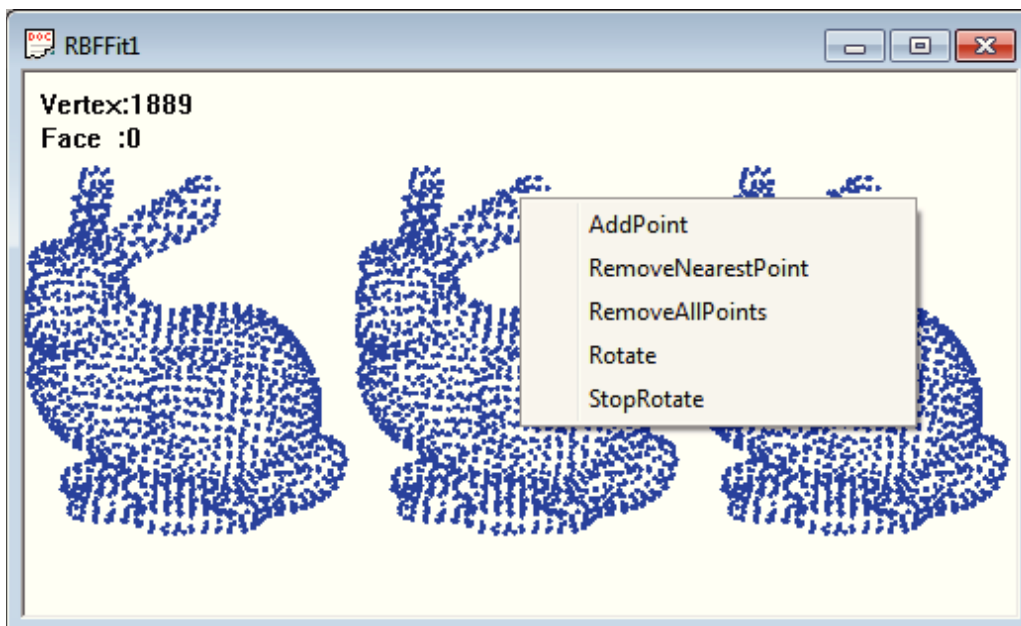 RBFFit1
Vertex:1889
Face  :0
AddPoint
RemoveNearestPoint
RemoveAllPoints
Rotate
StopRotate